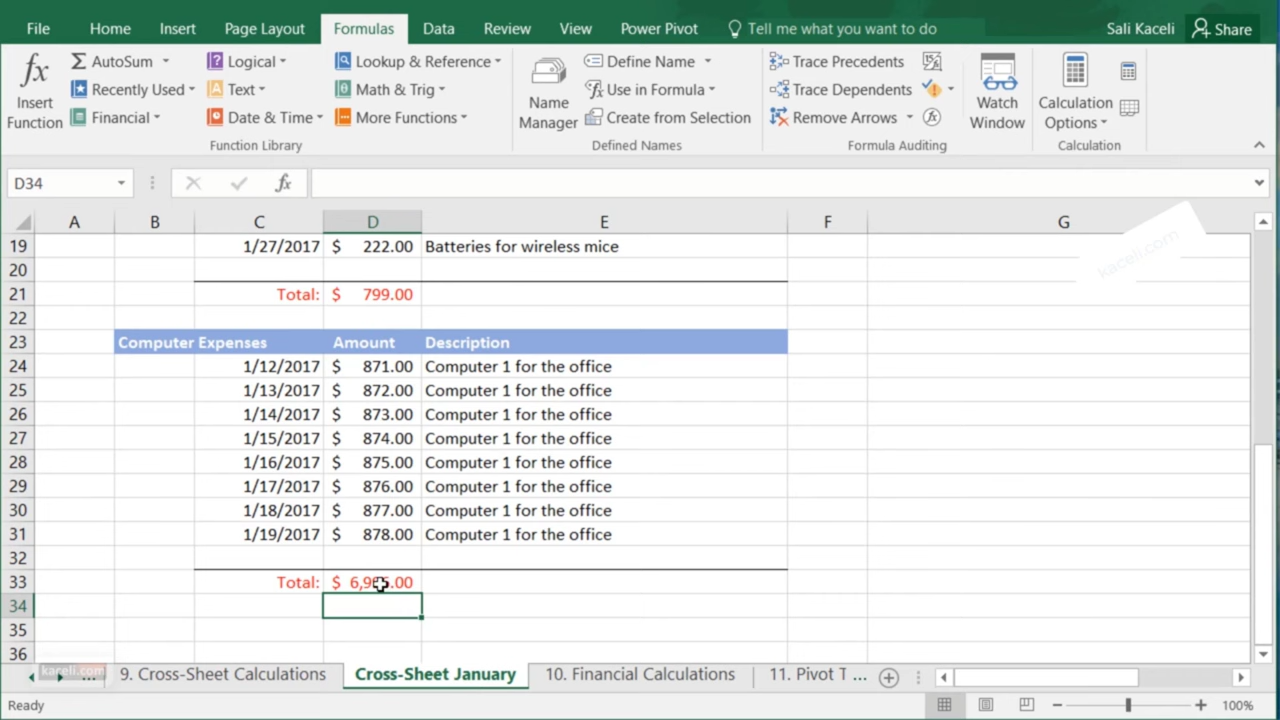 File Home Insert Page Layout Formulas Data Review View Power Pivot Tell me what you want to do Sali Kaceli Share
fx Insert Function
AutoSum
Recently Used
Financial
Logical
Text
Date & Time
Lookup & Reference
Math & Trig
More Functions
Function Library
Name Manager
Define Name
Use in Formula
Create from Selection
Defined Names
Trace Precedents
Trace Dependents
Remove Arrows
fx
Formula Auditing
Watch Window
Calculation Options
Calculation
D34 fx
A B C D E F G
kaceli.com
19 1/27/2017 $ 222.00 Batteries for wireless mice
20
21 Total: $ 799.00
22
23 Computer Expenses Amount Description
24 1/12/2017 $ 871.00 Computer 1 for the office
25 1/13/2017 $ 872.00 Computer 1 for the office
26 1/14/2017 $ 873.00 Computer 1 for the office
27 1/15/2017 $ 874.00 Computer 1 for the office
28 1/16/2017 $ 875.00 Computer 1 for the office
29 1/17/2017 $ 876.00 Computer 1 for the office
30 1/18/2017 $ 877.00 Computer 1 for the office
31 1/19/2017 $ 878.00 Computer 1 for the office
32
33 Total: $
34
35
36
kaceli.com
... 9. Cross-Sheet Calculations Cross-Sheet January 10. Financial Calculations 11. Pivot T ...
Ready 100%